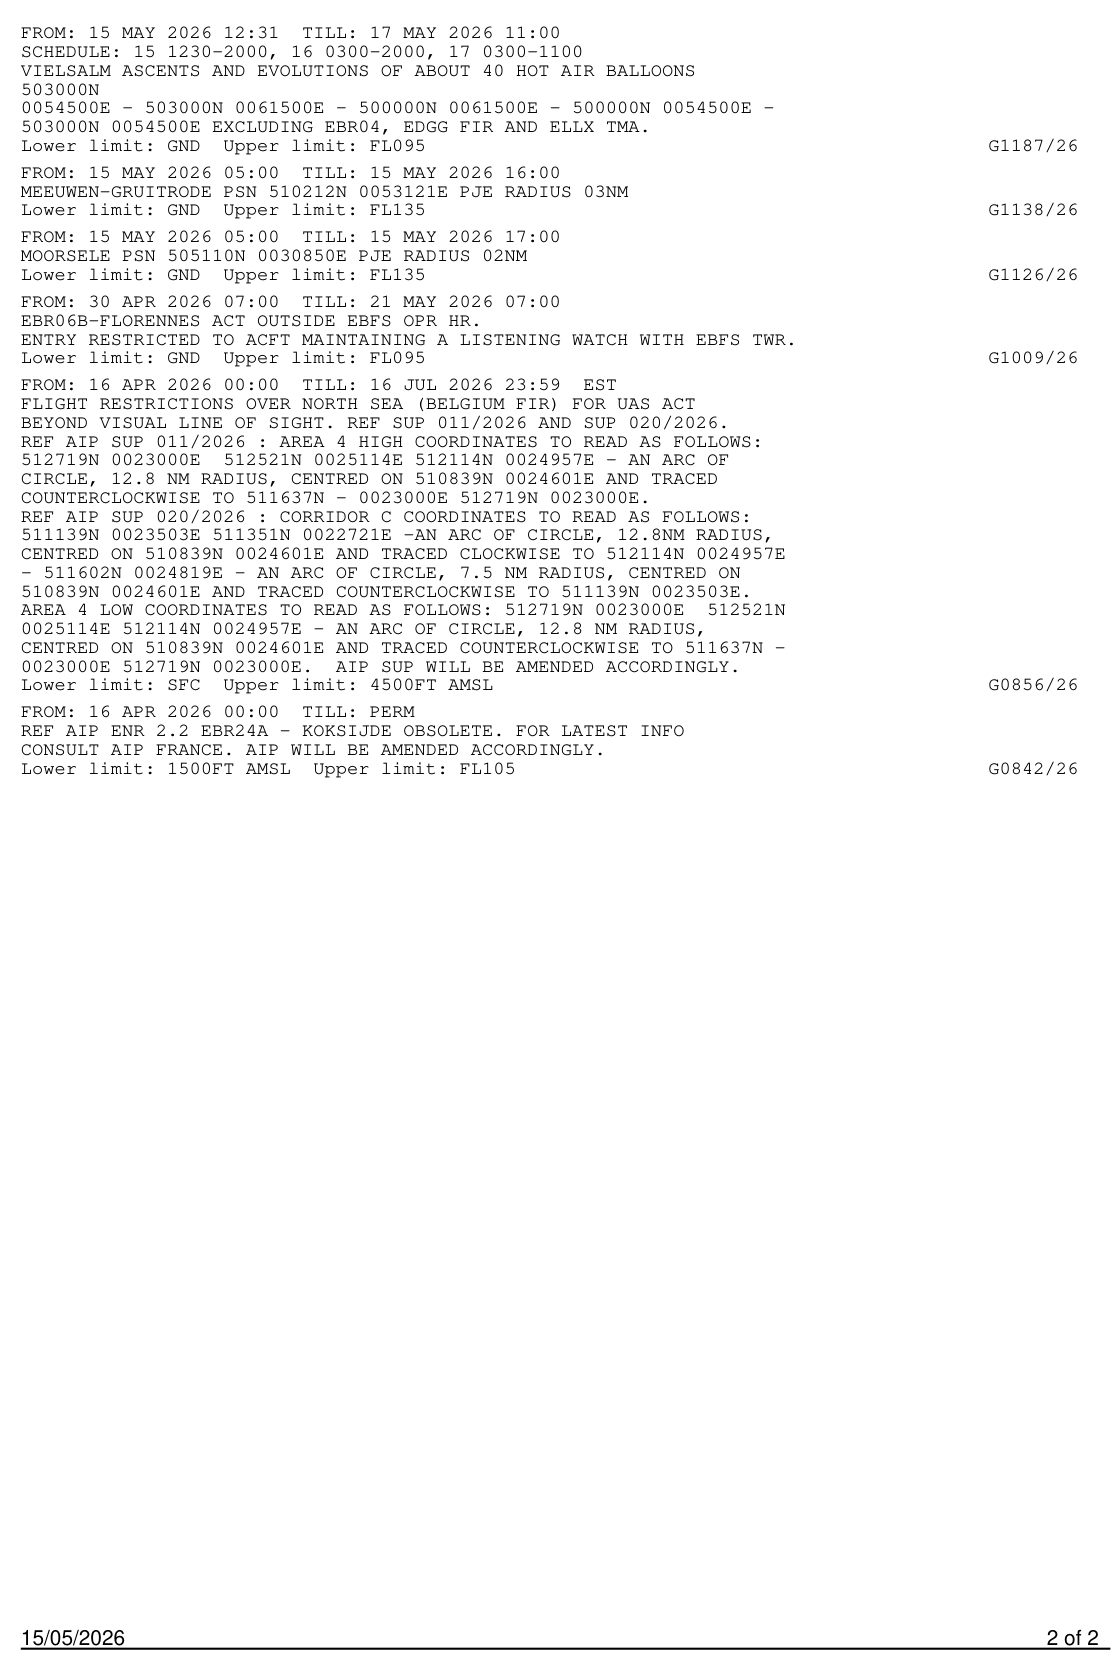 FROM: 15 MAY 2026 12:31  TILL: 17 MAY 2026 11:00
SCHEDULE: 15 1230-2000, 16 0300-2000, 17 0300-1100
VIELSALM ASCENTS AND EVOLUTIONS OF ABOUT 40 HOT AIR BALLOONS
503000N
0054500E - 503000N 0061500E - 500000N 0061500E - 500000N 0054500E -
503000N 0054500E EXCLUDING EBR04, EDGG FIR AND ELLX TMA.
Lower limit: GND  Upper limit: FL095 G1187/26
FROM: 15 MAY 2026 05:00  TILL: 15 MAY 2026 16:00
MEEUWEN-GRUITRODE PSN 510212N 0053121E PJE RADIUS 03NM
Lower limit: GND  Upper limit: FL135 G1138/26
FROM: 15 MAY 2026 05:00  TILL: 15 MAY 2026 17:00
MOORSELE PSN 505110N 0030850E PJE RADIUS 02NM
Lower limit: GND  Upper limit: FL135 G1126/26
FROM: 30 APR 2026 07:00  TILL: 21 MAY 2026 07:00
EBR06B-FLORENNES ACT OUTSIDE EBFS OPR HR.
ENTRY RESTRICTED TO ACFT MAINTAINING A LISTENING WATCH WITH EBFS TWR.
Lower limit: GND  Upper limit: FL095 G1009/26
FROM: 16 APR 2026 00:00  TILL: 16 JUL 2026 23:59  EST
FLIGHT RESTRICTIONS OVER NORTH SEA (BELGIUM FIR) FOR UAS ACT
BEYOND VISUAL LINE OF SIGHT. REF SUP 011/2026 AND SUP 020/2026.
REF AIP SUP 011/2026 : AREA 4 HIGH COORDINATES TO READ AS FOLLOWS:
512719N 0023000E  512521N 0025114E 512114N 0024957E - AN ARC OF
CIRCLE, 12.8 NM RADIUS, CENTRED ON 510839N 0024601E AND TRACED
COUNTERCLOCKWISE TO 511637N - 0023000E 512719N 0023000E.
REF AIP SUP 020/2026 : CORRIDOR C COORDINATES TO READ AS FOLLOWS:
511139N 0023503E 511351N 0022721E -AN ARC OF CIRCLE, 12.8NM RADIUS,
CENTRED ON 510839N 0024601E AND TRACED CLOCKWISE TO 512114N 0024957E
- 511602N 0024819E - AN ARC OF CIRCLE, 7.5 NM RADIUS, CENTRED ON
510839N 0024601E AND TRACED COUNTERCLOCKWISE TO 511139N 0023503E.
AREA 4 LOW COORDINATES TO READ AS FOLLOWS: 512719N 0023000E  512521N
0025114E 512114N 0024957E - AN ARC OF CIRCLE, 12.8 NM RADIUS,
CENTRED ON 510839N 0024601E AND TRACED COUNTERCLOCKWISE TO 511637N -
0023000E 512719N 0023000E.  AIP SUP WILL BE AMENDED ACCORDINGLY.
Lower limit: SFC  Upper limit: 4500FT AMSL G0856/26
FROM: 16 APR 2026 00:00  TILL: PERM
REF AIP ENR 2.2 EBR24A - KOKSIJDE OBSOLETE. FOR LATEST INFO
CONSULT AIP FRANCE. AIP WILL BE AMENDED ACCORDINGLY.
Lower limit: 1500FT AMSL  Upper limit: FL105 G0842/26
15/05/2026 2 of 2